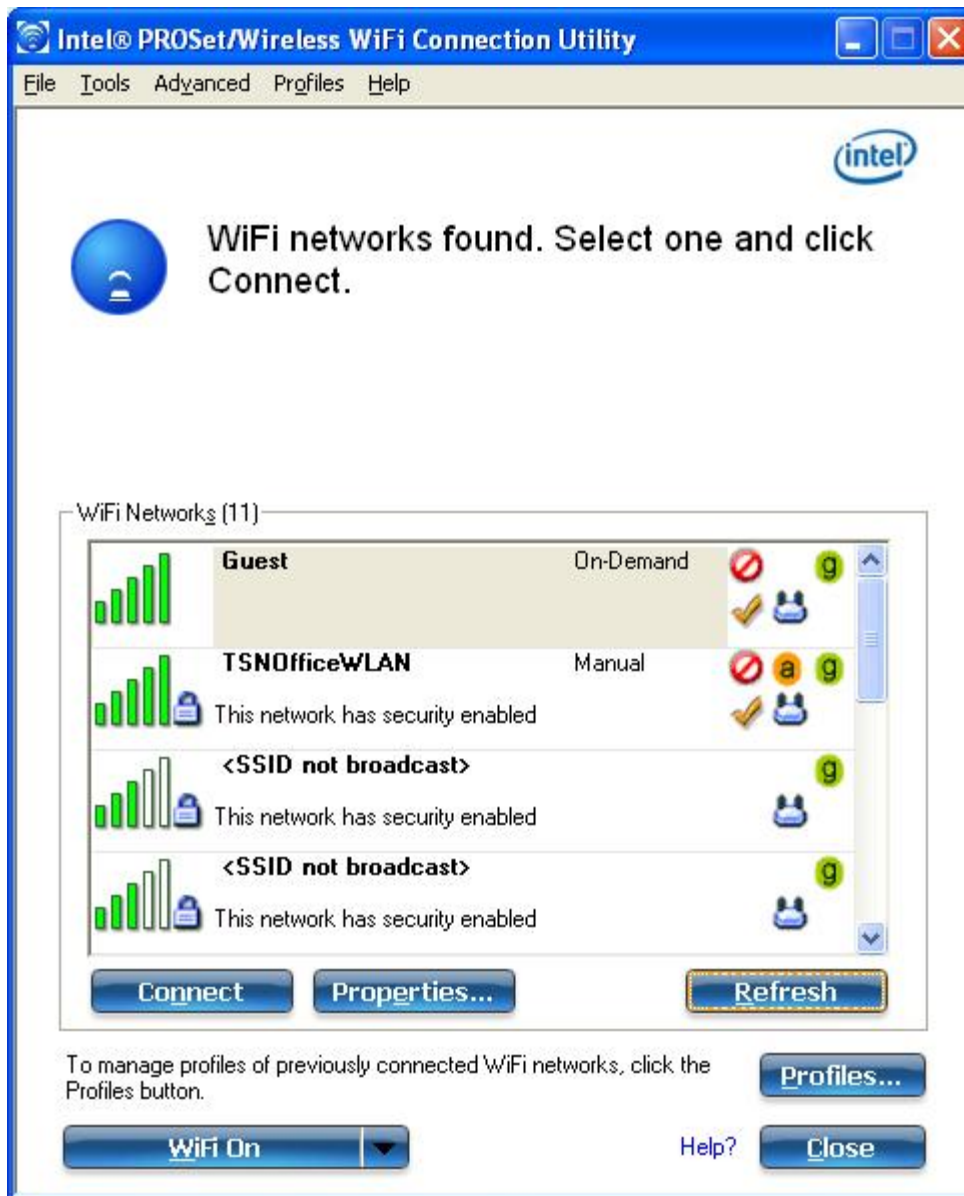 Intel® PROSet/Wireless WiFi Connection Utility
File Tools Advanced Profiles Help
intel
WiFi networks found. Select one and click
Connect.
WiFi Networks (11)
Guest On-Demand g
TSNOfficeWLAN Manual a g
This network has security enabled
<SSID not broadcast> g
This network has security enabled
<SSID not broadcast> g
This network has security enabled
Connect Properties... Refresh
To manage profiles of previously connected WiFi networks, click the
Profiles button.
Profiles...
WiFi On Help? Close